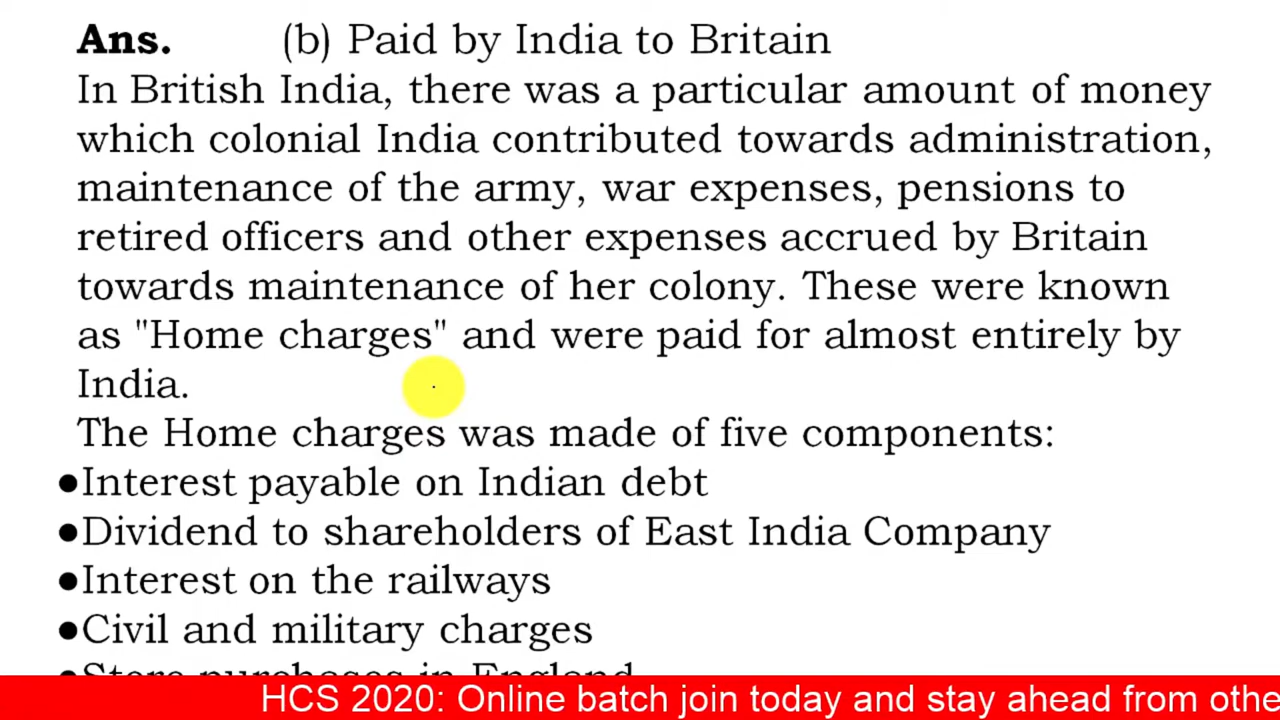 Ans. (b) Paid by India to Britain
In British India, there was a particular amount of money
which colonial India contributed towards administration,
maintenance of the army, war expenses, pensions to
retired officers and other expenses accrued by Britain
towards maintenance of her colony. These were known
as "Home charges" and were paid for almost entirely by
India.
The Home charges was made of five components:
●Interest payable on Indian debt
●Dividend to shareholders of East India Company
●Interest on the railways
●Civil and military charges
●Store purchases in England
HCS 2020: Online batch join today and stay ahead from othe